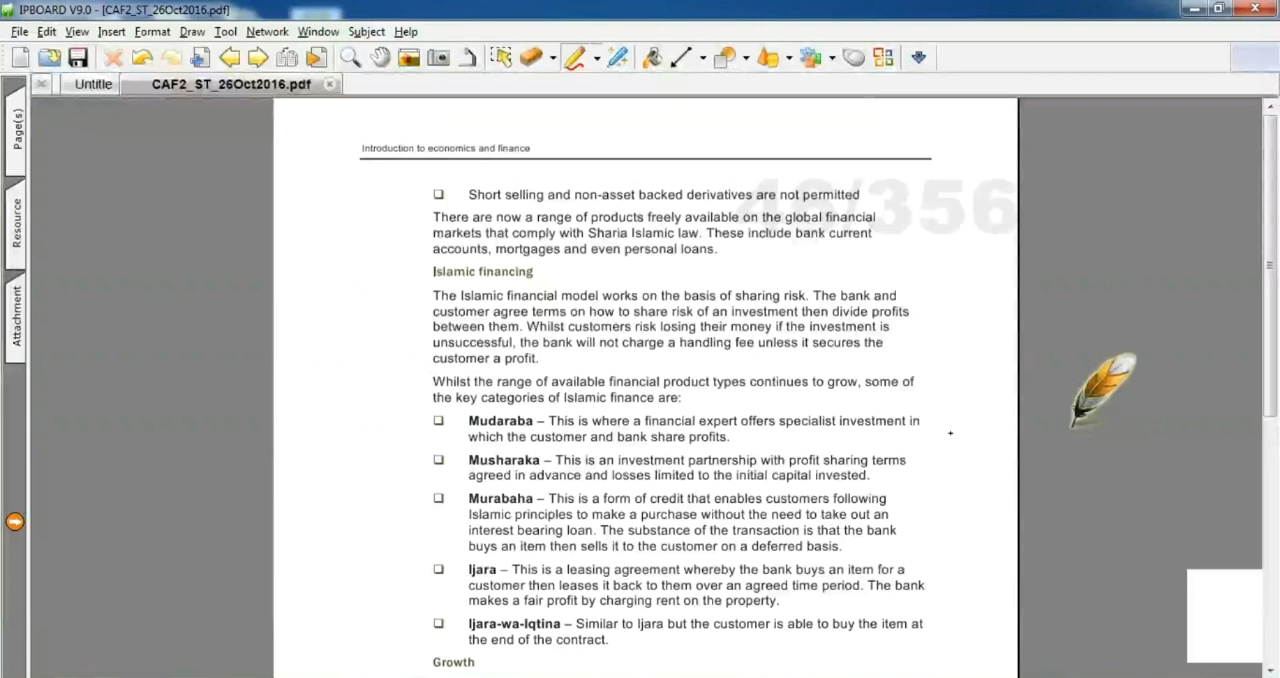 IPBOARD V9.0 - [CAF2_ST_26Oct2016.pdf]
File Edit View Insert Format Draw Tool Network Window Subject Help
Untitle CAF2_ST_26Oct2016.pdf
Page(s)
Resource
Attachment
46/356
Introduction to economics and finance
Short selling and non-asset backed derivatives are not permitted
There are now a range of products freely available on the global financial
markets that comply with Sharia Islamic law. These include bank current
accounts, mortgages and even personal loans.
Islamic financing
The Islamic financial model works on the basis of sharing risk. The bank and
customer agree terms on how to share risk of an investment then divide profits
between them. Whilst customers risk losing their money if the investment is
unsuccessful, the bank will not charge a handling fee unless it secures the
customer a profit.
Whilst the range of available financial product types continues to grow, some of
the key categories of Islamic finance are:
Mudaraba – This is where a financial expert offers specialist investment in
which the customer and bank share profits.
Musharaka – This is an investment partnership with profit sharing terms
agreed in advance and losses limited to the initial capital invested.
Murabaha – This is a form of credit that enables customers following
Islamic principles to make a purchase without the need to take out an
interest bearing loan. The substance of the transaction is that the bank
buys an item then sells it to the customer on a deferred basis.
Ijara – This is a leasing agreement whereby the bank buys an item for a
customer then leases it back to them over an agreed time period. The bank
makes a fair profit by charging rent on the property.
Ijara-wa-Iqtina – Similar to Ijara but the customer is able to buy the item at
the end of the contract.
Growth